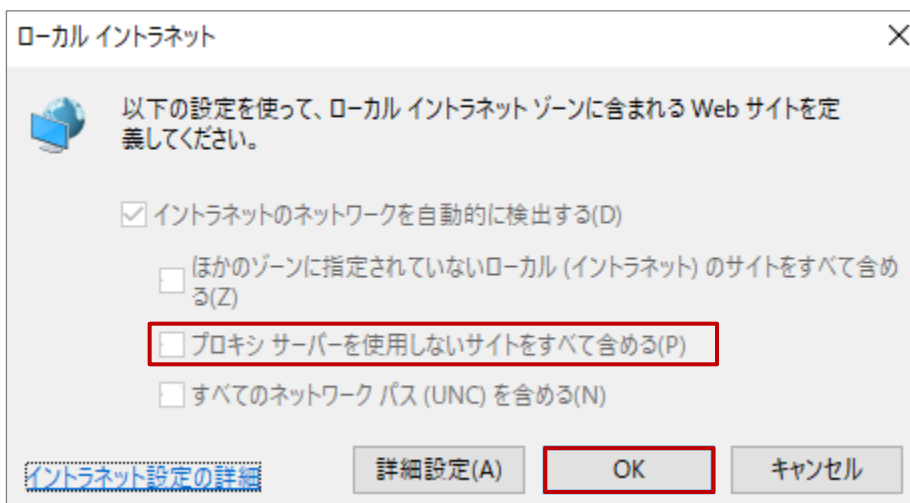 ローカル イントラネット
以下の設定を使って、ローカル イントラネット ゾーンに含まれる Web サイトを定
義してください。
イントラネットのネットワークを自動的に検出する(D)
ほかのゾーンに指定されていないローカル (イントラネット) のサイトをすべて含め
る(Z)
プロキシ サーバーを使用しないサイトをすべて含める(P)
すべてのネットワーク パス (UNC) を含める(N)
イントラネット設定の詳細
詳細設定(A)
OK
キャンセル